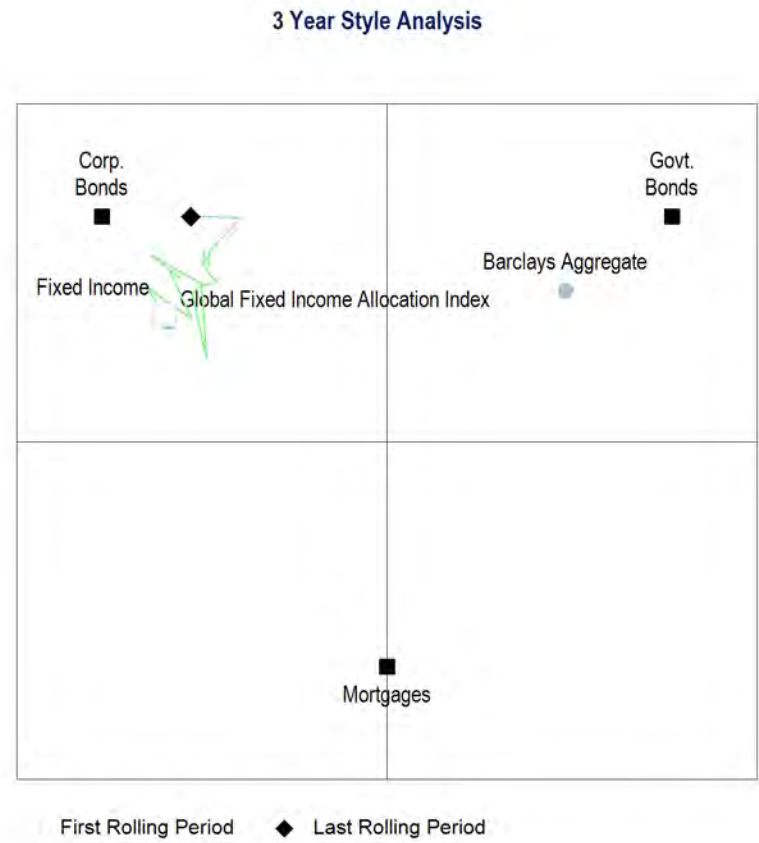 3 Year Style Analysis
Corp.
Bonds
Govt.
Bonds
Barclays Aggregate
Fixed Income
Global Fixed Income Allocation Index
Mortgages
First Rolling Period
Last Rolling Period